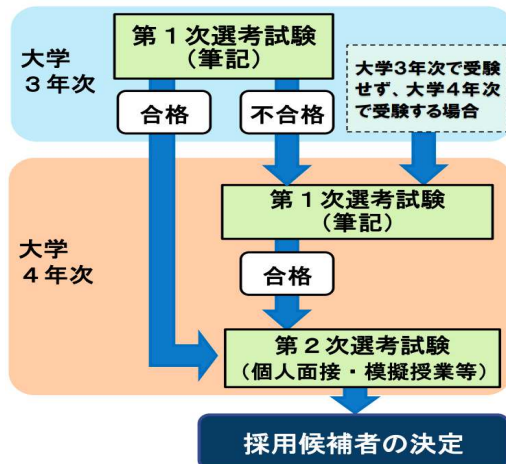 大学
３年次
第１次選考試験
（筆記）
合格
不合格
大学3年次で受験
せず、大学４年次
で受験する場合
大学
４年次
第１次選考試験
（筆記）
合格
第２次選考試験
（個人面接・模擬授業等）
採用候補者の決定